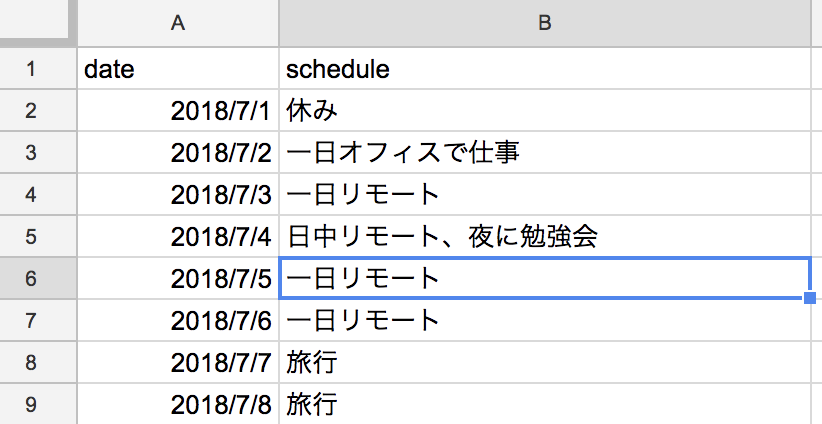 A B
1 date schedule
2 2018/7/1 休み
3 2018/7/2 一日オフィスで仕事
4 2018/7/3 一日リモート
5 2018/7/4 日中リモート、夜に勉強会
6 2018/7/5 一日リモート
7 2018/7/6 一日リモート
8 2018/7/7 旅行
9 2018/7/8 旅行